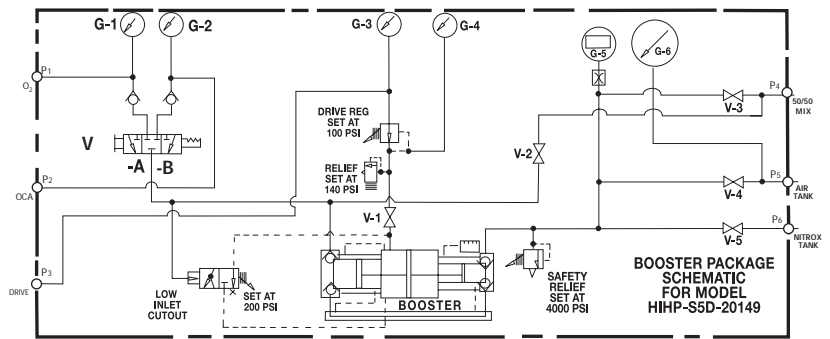 G-1
G-2
G-3
G-4
G-5
G-6
P1
O2
P4
50/50
MIX
V-3
DRIVE REG
SET AT
100 PSI
V
-A
-B
V-2
P2
OCA
RELIEF
SET AT
140 PSI
P5
AIR
TANK
V-4
V-1
P6
NITROX
TANK
V-5
P3
DRIVE
LOW
INLET
CUTOUT
SET AT
200 PSI
BOOSTER
SAFETY
RELIEF
SET AT
4000 PSI
BOOSTER PACKAGE
SCHEMATIC
FOR MODEL
HIHP-S5D-20149